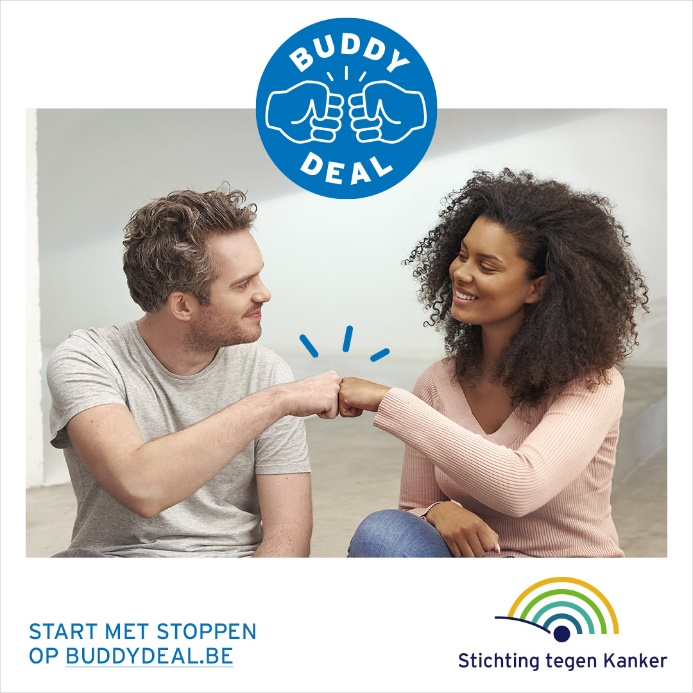 BUDDY
DEAL
START MET STOPPEN
OP BUDDYDEAL.BE
Stichting tegen Kanker